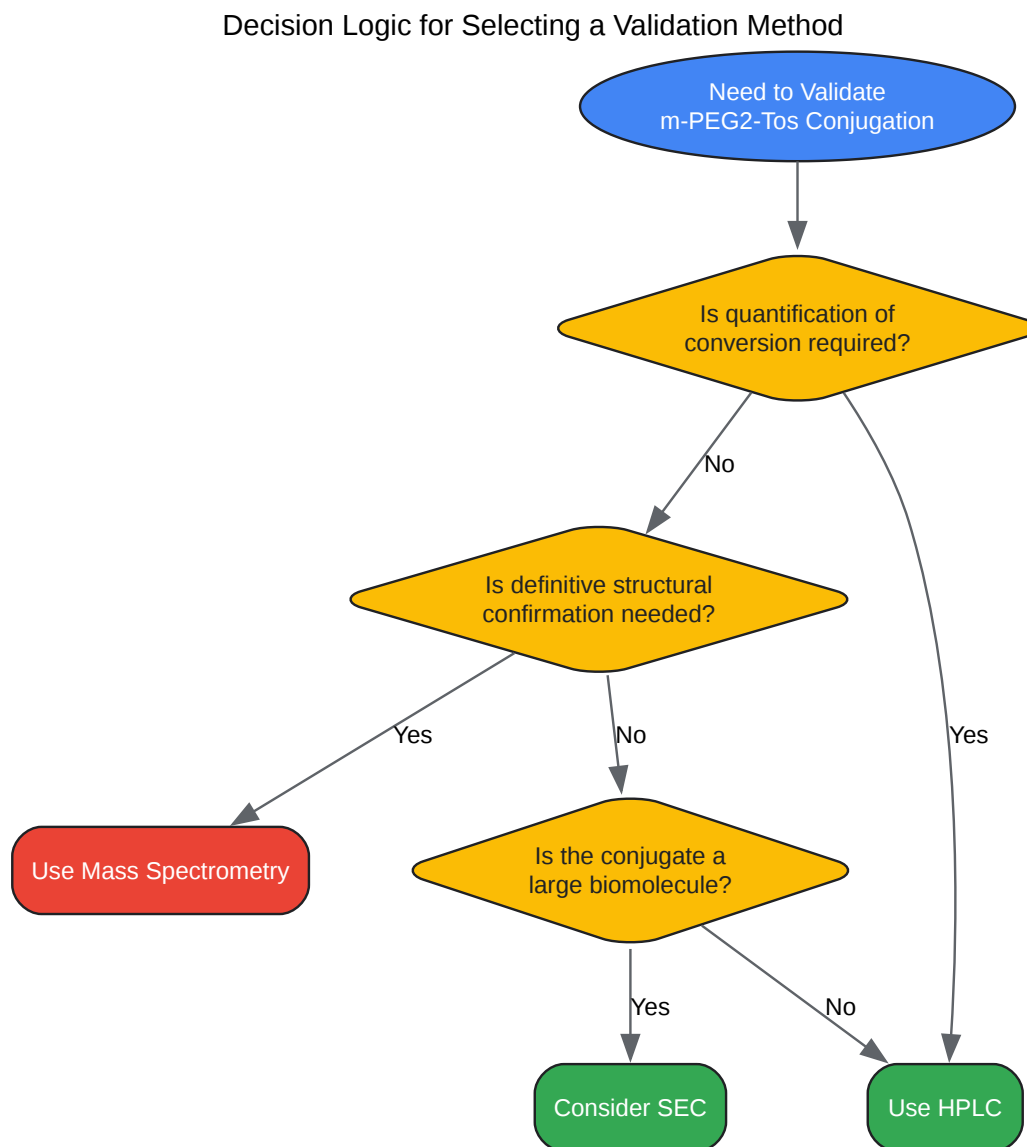 Decision Logic for Selecting a Validation Method
Need to Validate
m-PEG2-Tos Conjugation
Is quantification of
conversion required?
No
Is definitive structural
confirmation needed?
Yes
No
Yes
Use Mass Spectrometry
Is the conjugate a
large biomolecule?
Yes
No
Consider SEC
Use HPLC